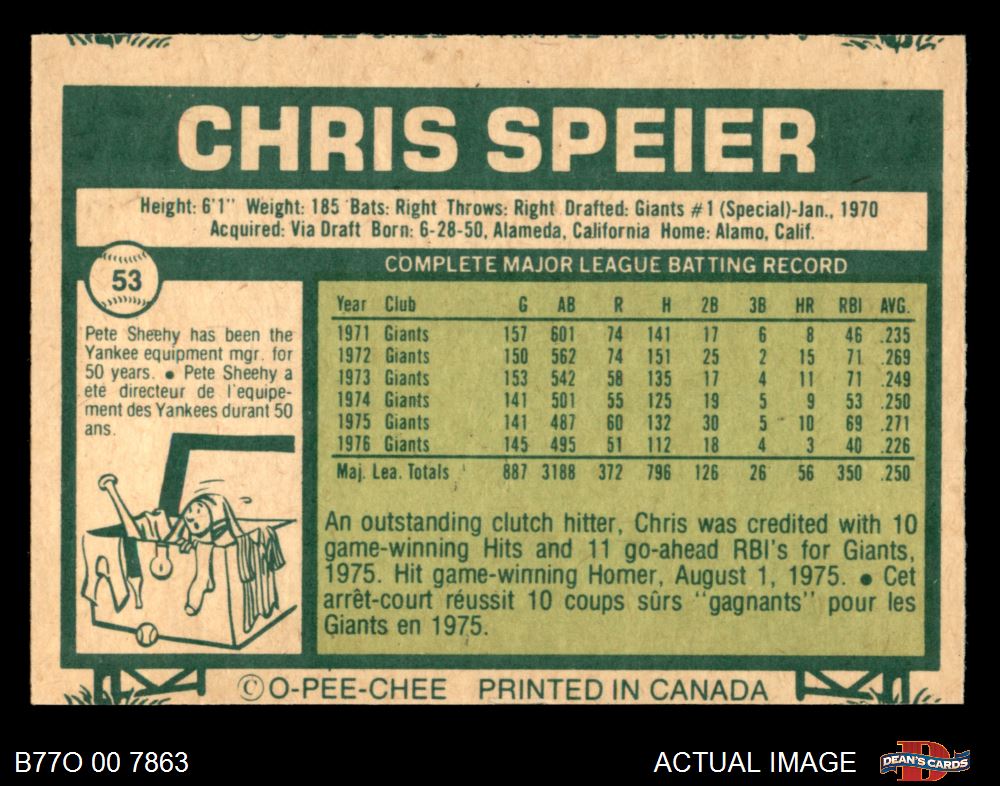 O-PEE-CHEE PRINTED IN CANADA
CHRIS SPEIER
Height: 6'1" Weight: 185 Bats: Right Throws: Right Drafted: Giants #1 (Special)-Jan., 1970
Acquired: Via Draft Born: 6-28-50, Alameda, California Home: Alamo, Calif.
53
COMPLETE MAJOR LEAGUE BATTING RECORD
Pete Sheehy has been the
Yankee equipment mgr. for
50 years. ● Pete Sheehy a
été directeur de l'équipe-
ment des Yankees durant 50
ans.
Year Club G AB R H 2B 3B HR RBI AVG.
1971 Giants 157 601 74 141 17 6 8 46 .235
1972 Giants 150 562 74 151 25 2 15 71 .269
1973 Giants 153 542 58 135 17 4 11 71 .249
1974 Giants 141 501 55 125 19 5 9 53 .250
1975 Giants 141 487 60 132 30 5 10 69 .271
1976 Giants 145 495 51 112 18 4 3 40 .226
Maj. Lea. Totals 887 3188 372 796 126 26 56 350 .250
An outstanding clutch hitter, Chris was credited with 10
game-winning Hits and 11 go-ahead RBI's for Giants,
1975. Hit game-winning Homer, August 1, 1975. ● Cet
arrêt-court réussit 10 coups sûrs "gagnants" pour les
Giants en 1975.
© O-PEE-CHEE PRINTED IN CANADA
B77O 00 7863
ACTUAL IMAGE
D
DEAN'S CARDS